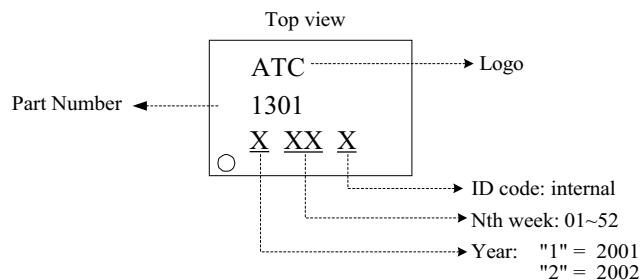 Top view
ATC
Logo
Part Number
1301
X XX X
ID code: internal
Nth week: 01~52
Year: "1" = 2001
"2" = 2002